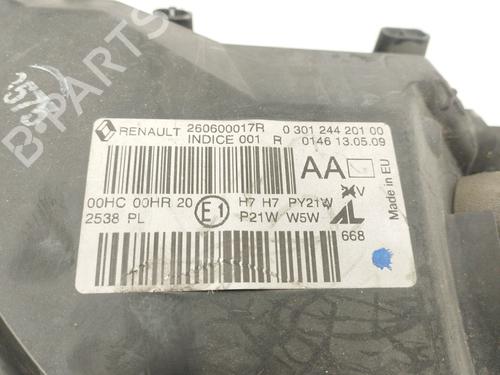 RENAULT 260600017R 0 301 244 201 00
INDICE 001 R 0146 13.05.09
AA
00HC 00HR 20 E1 H7 H7 PY21W
2538 PL P21W W5W
V
AL
668
Made in EU
B-PARTS